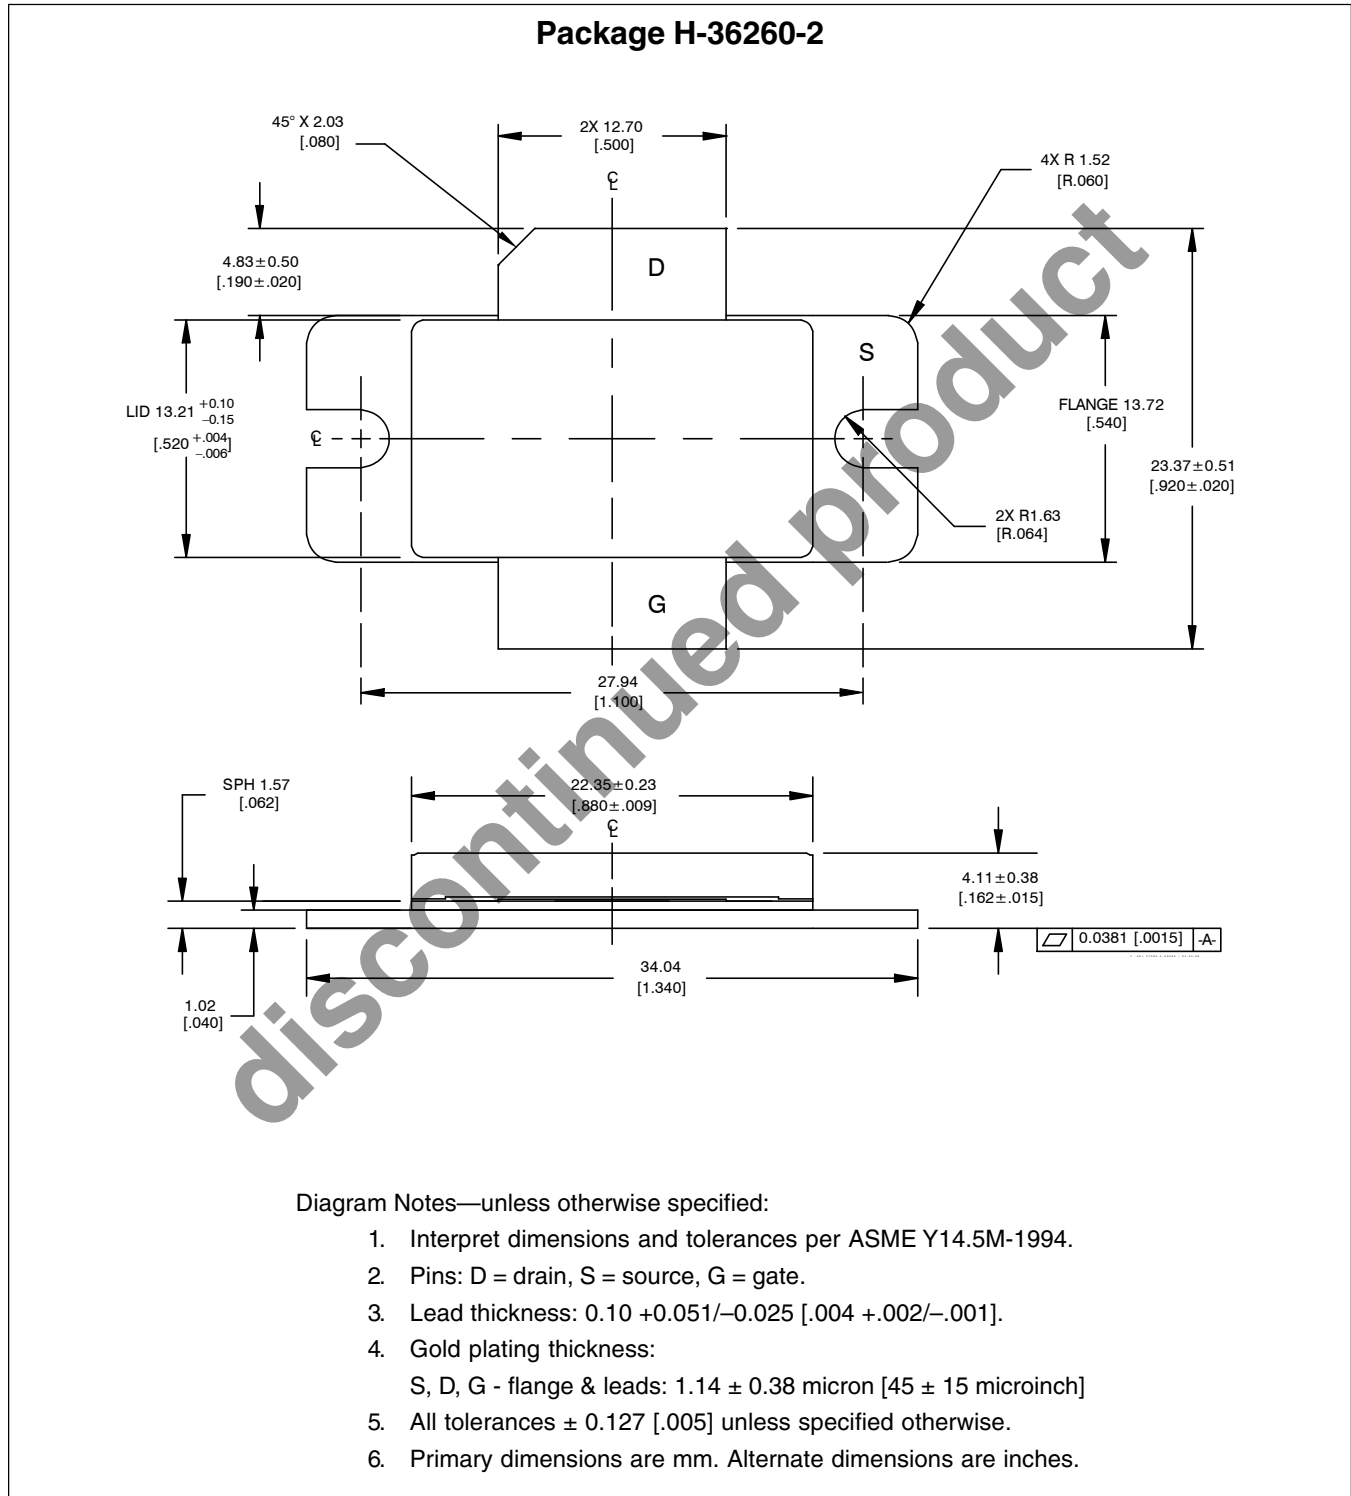 Package H-36260-2
45° X 2.03
[.080]
2X 12.70
[.500]
4X R 1.52
[R.060]
4.83±0.50
[.190±.020]
D
S
LID 13.21 +0.10
–0.15
[.520 +.004
–.006]
FLANGE 13.72
[.540]
23.37±0.51
[.920±.020]
2X R1.63
[R.064]
G
27.94
[1.100]
SPH 1.57
[.062]
22.35±0.23
[.880±.009]
4.11±0.38
[.162±.015]
0.0381 [.0015] -A-
34.04
[1.340]
1.02
[.040]
discontinued product
Diagram Notes—unless otherwise specified:
1. Interpret dimensions and tolerances per ASME Y14.5M-1994.
2. Pins: D = drain, S = source, G = gate.
3. Lead thickness: 0.10 +0.051/–0.025 [.004 +.002/–.001].
4. Gold plating thickness:
S, D, G - flange & leads: 1.14 ± 0.38 micron [45 ± 15 microinch]
5. All tolerances ± 0.127 [.005] unless specified otherwise.
6. Primary dimensions are mm. Alternate dimensions are inches.